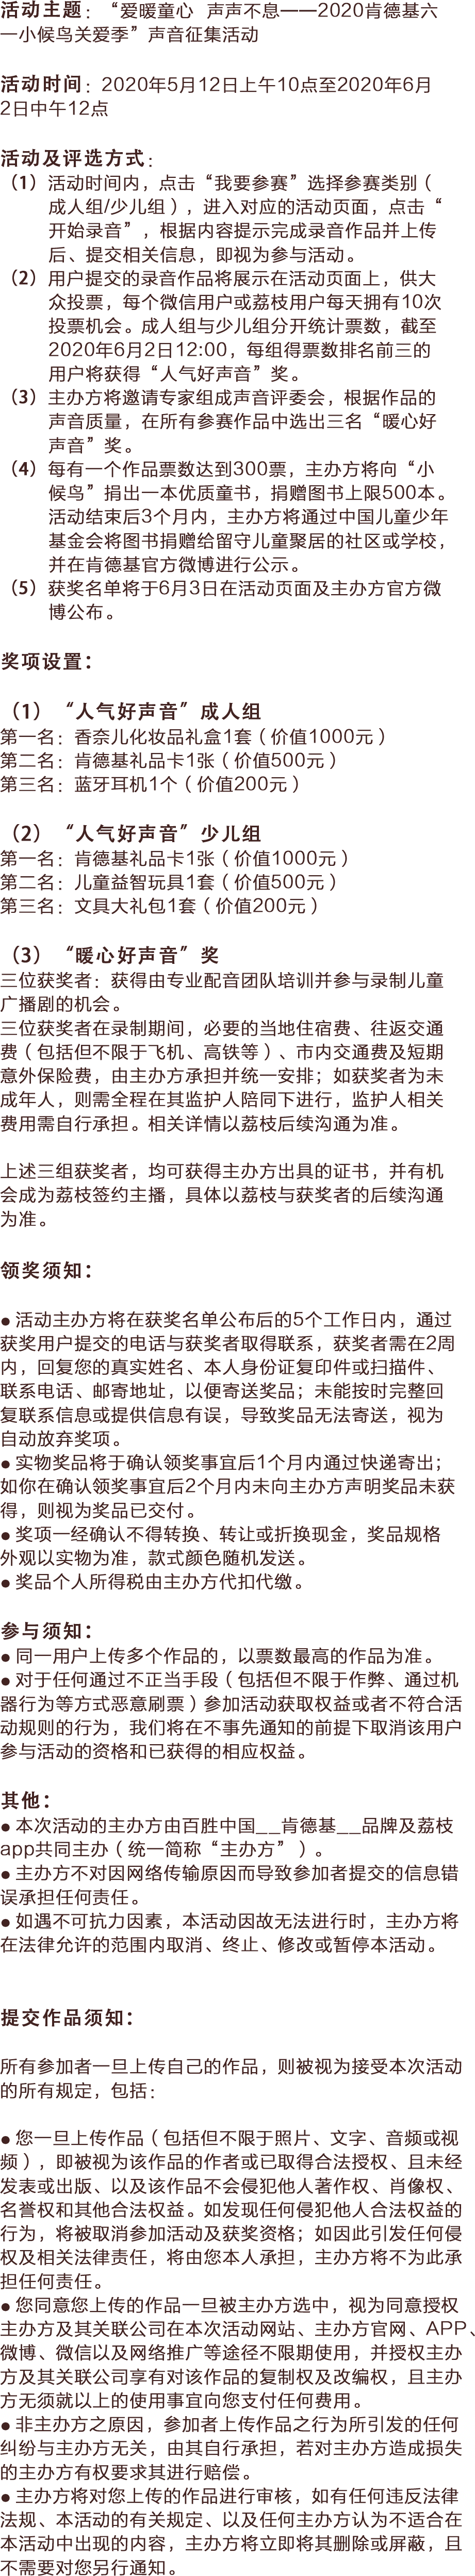 活动主题：“爱暖童心 声声不息——2020肯德基六
一小候鸟关爱季”声音征集活动
活动时间：2020年5月12日上午10点至2020年6月
2日中午12点
活动及评选方式：
（1）活动时间内，点击“我要参赛”选择参赛类别（
成人组/少儿组），进入对应的活动页面，点击“
开始录音”，根据内容提示完成录音作品并上传
后、提交相关信息，即视为参与活动。
（2）用户提交的录音作品将展示在活动页面上，供大
众投票，每个微信用户或荔枝用户每天拥有10次
投票机会。成人组与少儿组分开统计票数，截至
2020年6月2日12:00，每组得票数排名前三的
用户将获得“人气好声音”奖。
（3）主办方将邀请专家组成声音评委会，根据作品的
声音质量，在所有参赛作品中选出三名“暖心好
声音”奖。
（4）每有一个作品票数达到300票，主办方将向“小
候鸟”捐出一本优质童书，捐赠图书上限500本。
活动结束后3个月内，主办方将通过中国儿童少年
基金会将图书捐赠给留守儿童聚居的社区或学校，
并在肯德基官方微博进行公示。
（5）获奖名单将于6月3日在活动页面及主办方官方微
博公布。
奖项设置：
（1）“人气好声音”成人组
第一名：香奈儿化妆品礼盒1套（价值1000元）
第二名：肯德基礼品卡1张（价值500元）
第三名：蓝牙耳机1个（价值200元）
（2）“人气好声音”少儿组
第一名：肯德基礼品卡1张（价值1000元）
第二名：儿童益智玩具1套（价值500元）
第三名：文具大礼包1套（价值200元）
（3）“暖心好声音”奖
三位获奖者：获得由专业配音团队培训并参与录制儿童
广播剧的机会。
三位获奖者在录制期间，必要的当地住宿费、往返交通
费（包括但不限于飞机、高铁等）、市内交通费及短期
意外保险费，由主办方承担并统一安排；如获奖者为未
成年人，则需全程在其监护人陪同下进行，监护人相关
费用需自行承担。相关详情以荔枝后续沟通为准。
上述三组获奖者，均可获得主办方出具的证书，并有机
会成为荔枝签约主播，具体以荔枝与获奖者的后续沟通
为准。
领奖须知：
●活动主办方将在获奖名单公布后的5个工作日内，通过
获奖用户提交的电话与获奖者取得联系，获奖者需在2周
内，回复您的真实姓名、本人身份证复印件或扫描件、
联系电话、邮寄地址，以便寄送奖品；未能按时完整回
复联系信息或提供信息有误，导致奖品无法寄送，视为
自动放弃奖项。
●实物奖品将于确认领奖事宜后1个月内通过快递寄出；
如你在确认领奖事宜后2个月内未向主办方声明奖品未获
得，则视为奖品已交付。
●奖项一经确认不得转换、转让或折换现金，奖品规格
外观以实物为准，款式颜色随机发送。
●奖品个人所得税由主办方代扣代缴。
参与须知：
●同一用户上传多个作品的，以票数最高的作品为准。
●对于任何通过不正当手段（包括但不限于作弊、通过机
器行为等方式恶意刷票）参加活动获取权益或者不符合活
动规则的行为，我们将在不事先通知的前提下取消该用户
参与活动的资格和已获得的相应权益。
其他：
●本次活动的主办方由百胜中国__肯德基__品牌及荔枝
app共同主办（统一简称“主办方”）。
●主办方不对因网络传输原因而导致参加者提交的信息错
误承担任何责任。
●如遇不可抗力因素，本活动因故无法进行时，主办方将
在法律允许的范围内取消、终止、修改或暂停本活动。
提交作品须知：
所有参加者一旦上传自己的作品，则被视为接受本次活动
的所有规定，包括：
●您一旦上传作品（包括但不限于照片、文字、音频或视
频），即被视为该作品的作者或已取得合法授权、且未经
发表或出版、以及该作品不会侵犯他人著作权、肖像权、
名誉权和其他合法权益。如发现任何侵犯他人合法权益的
行为，将被取消参加活动及获奖资格；如因此引发任何侵
权及相关法律责任，将由您本人承担，主办方将不为此承
担任何责任。
●您同意您上传的作品一旦被主办方选中，视为同意授权
主办方及其关联公司在本次活动网站、主办方官网、APP、
微博、微信以及网络推广等途径不限期使用，并授权主办
方及其关联公司享有对该作品的复制权及改编权，且主办
方无须就以上的使用事宜向您支付任何费用。
●非主办方之原因，参加者上传作品之行为所引发的任何
纠纷与主办方无关，由其自行承担，若对主办方造成损失
的主办方有权要求其进行赔偿。
●主办方将对您上传的作品进行审核，如有任何违反法律
法规、本活动的有关规定、以及任何主办方认为不适合在
本活动中出现的内容，主办方将立即将其删除或屏蔽，且
不需要对您另行通知。